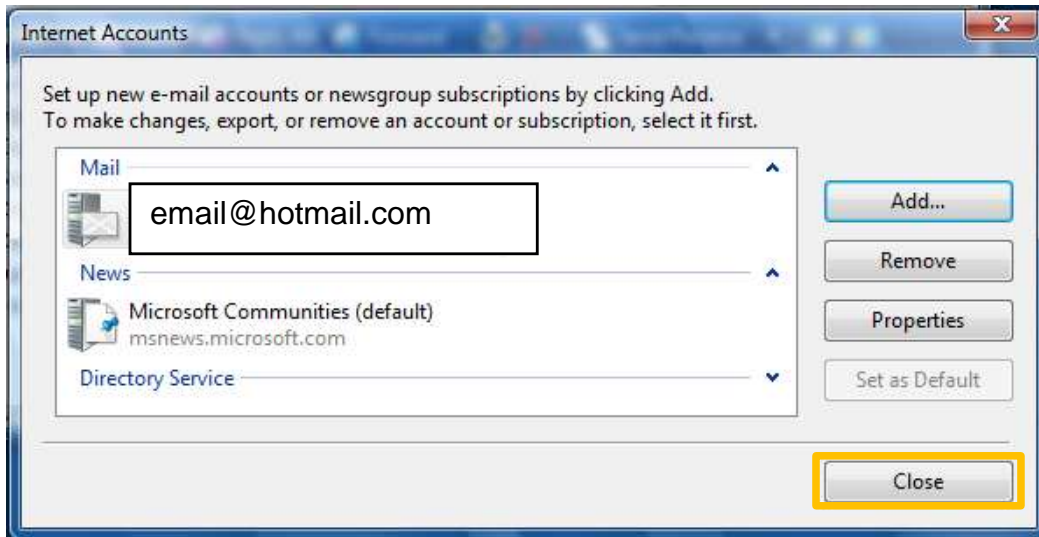 Internet Accounts
Set up new e-mail accounts or newsgroup subscriptions by clicking Add.
To make changes, export, or remove an account or subscription, select it first.
Mail
email@hotmail.com
Add...
News
Remove
Microsoft Communities (default)
msnews.microsoft.com
Properties
Directory Service
Set as Default
Close